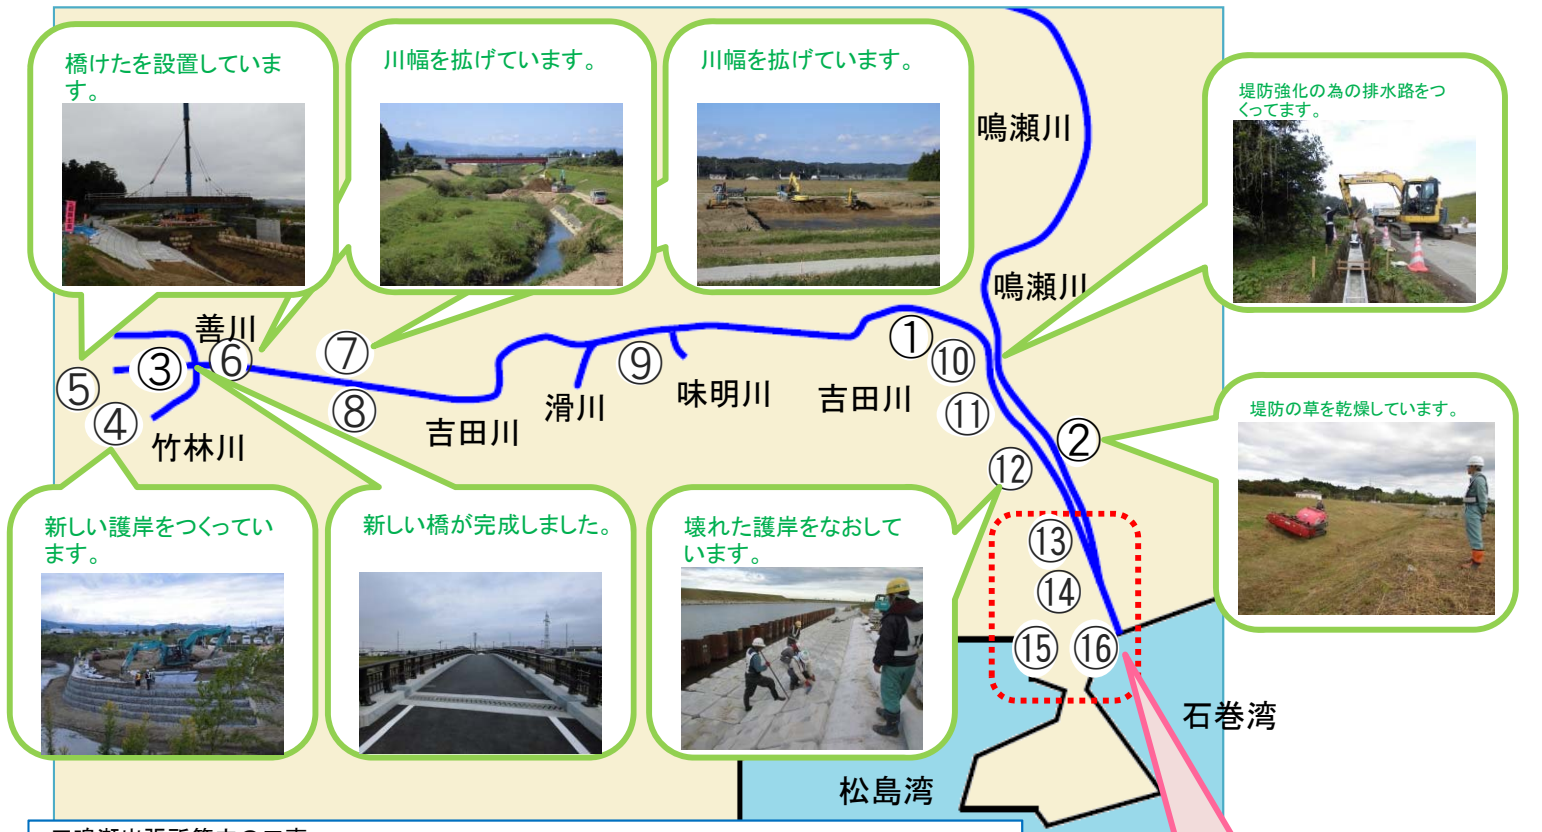 橋けたを設置していま
す。
川幅を拡げています。
川幅を拡げています。
堤防強化の為の排水路をつ
くってます。
鳴瀬川
鳴瀬川
善川
⑦
①
⑥
③
⑨
⑩
⑤
⑧
味明川
吉田川
滑川
⑪
堤防の草を乾燥しています。
④
吉田川
竹林川
②
⑫
新しい護岸をつくってい
ます。
新しい橋が完成しました。
壊れた護岸をなおして
います。
⑬
⑭
⑮
⑯
石巻湾
松島湾